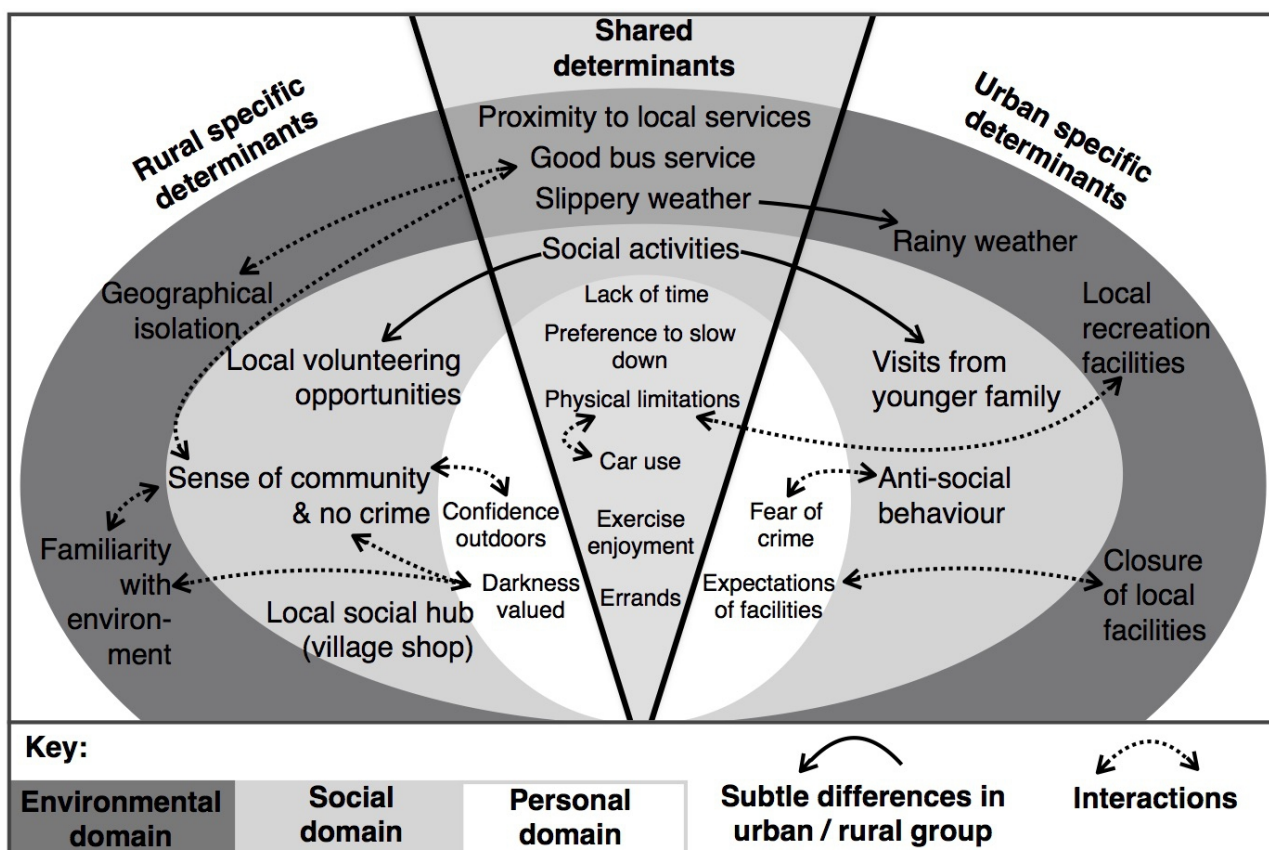 Shared
determinants
Rural specific
determinants
Urban specific
determinants
Proximity to local services
Good bus service
Slippery weather
Rainy weather
Social activities
Geographical
isolation
Lack of time
Local
recreation
facilities
Preference to slow
down
Local volunteering
opportunities
Visits from
younger family
Physical limitations
Car use
Sense of community
& no crime
Anti-social
behaviour
Confidence
outdoors
Exercise
enjoyment
Fear of
crime
Familiarity
with
environ-
ment
Darkness
valued
Errands
Expectations
of facilities
Closure
of local
facilities
Local social hub
(village shop)
Key:
Environmental
domain
Social
domain
Personal
domain
Subtle differences in
urban / rural group
Interactions